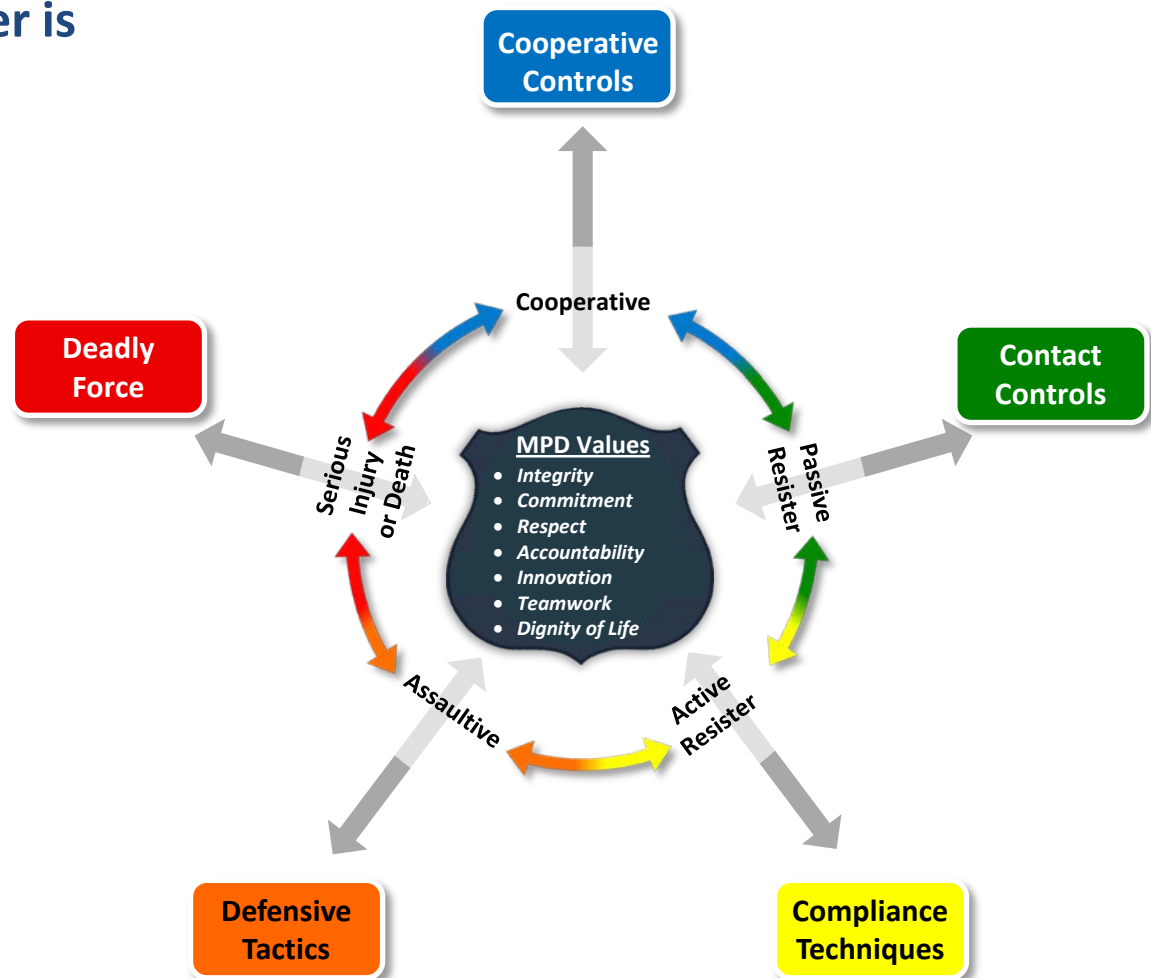 er is
Cooperative
Controls
Cooperative
Deadly
Force
Contact
Controls
Serious
Injury
or Death
Passive
Resister
MPD Values
• Integrity
• Commitment
• Respect
• Accountability
• Innovation
• Teamwork
• Dignity of Life
Assaultive
Active
Resister
Defensive
Tactics
Compliance
Techniques